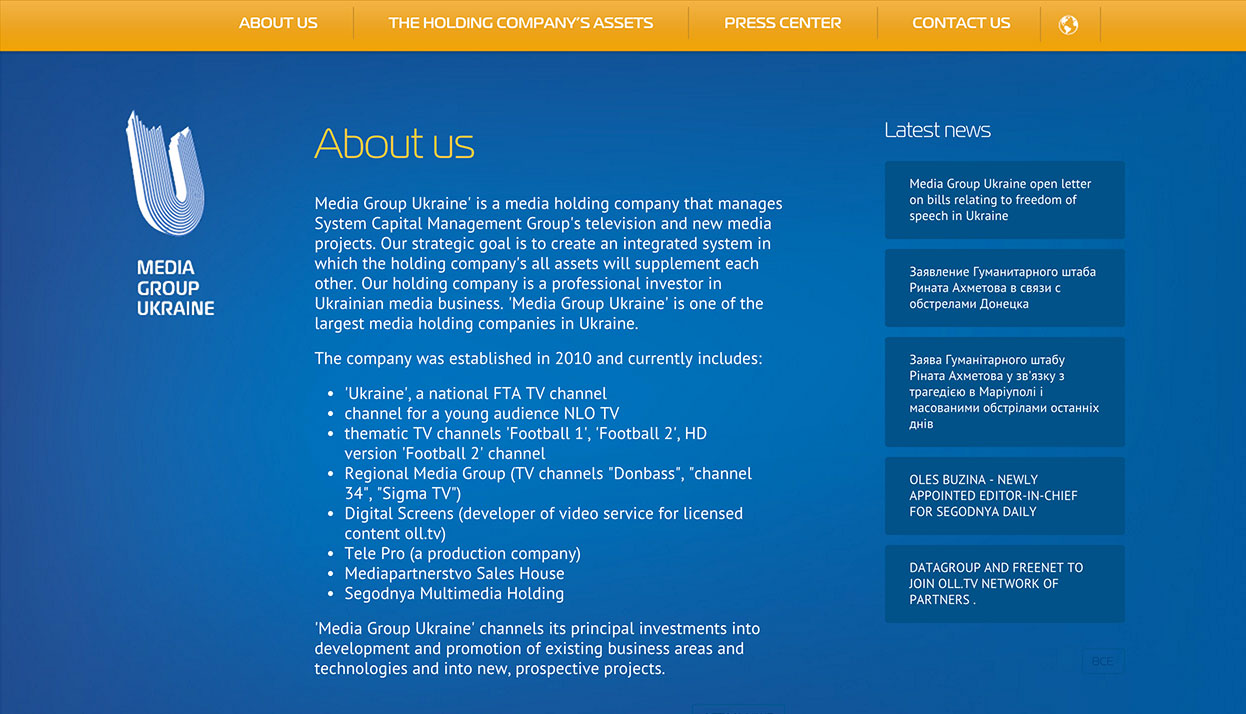 ABOUT US
THE HOLDING COMPANY'S ASSETS
PRESS CENTER
CONTACT US
MEDIA
GROUP
UKRAINE
About us
Media Group Ukraine' is a media holding company that manages
System Capital Management Group's television and new media
projects. Our strategic goal is to create an integrated system in
which the holding company's all assets will supplement each
other. Our holding company is a professional investor in
Ukrainian media business. 'Media Group Ukraine' is one of the
largest media holding companies in Ukraine.
The company was established in 2010 and currently includes:
• 'Ukraine', a national FTA TV channel
• channel for a young audience NLO TV
• thematic TV channels 'Football 1', 'Football 2', HD
version 'Football 2' channel
• Regional Media Group (TV channels "Donbass", "channel
34", "Sigma TV")
• Digital Screens (developer of video service for licensed
content oll.tv)
• Tele Pro (a production company)
• Mediapartnerstvo Sales House
• Segodnya Multimedia Holding
'Media Group Ukraine' channels its principal investments into
development and promotion of existing business areas and
technologies and into new, prospective projects.
Latest news
Media Group Ukraine open letter
on bills relating to freedom of
speech in Ukraine
Заявление Гуманитарного штаба
Рината Ахметова в связи с
обстрелами Донецка
Заява Гуманітарного штабу
Ріната Ахметова у зв'язку з
трагедією в Маріуполі і
масованими обстрілами останніх
днів
OLES BUZINA - NEWLY
APPOINTED EDITOR-IN-CHIEF
FOR SEGODNYA DAILY
DATAGROUP AND FREENET TO
JOIN OLL.TV NETWORK OF
PARTNERS .
ВСЕ